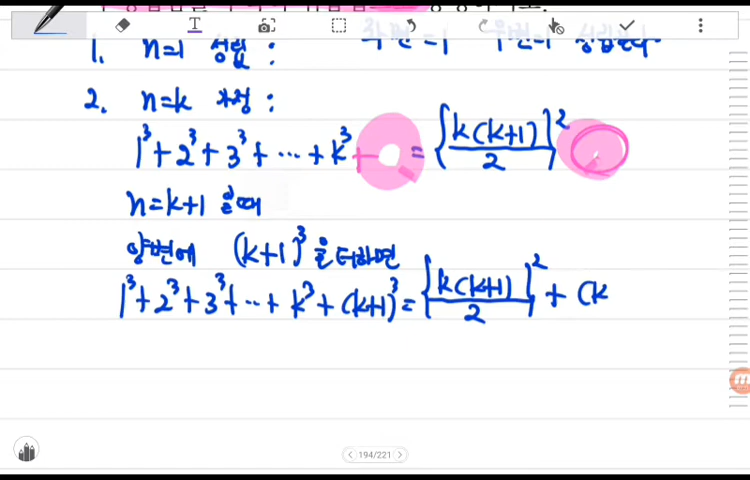 1. n=1 성립 : 좌변=1 우변=1 성립한다
2. n=k 가정 :
1³ + 2³ + 3³ + ⋯ + k³ + = {k(k+1)/2}²
n=k+1 일때
양변에 (k+1)³을 더하면
1³ + 2³ + 3³ + ⋯ + k³ + (k+1)³ = {k(k+1)/2}² + (k
194/221